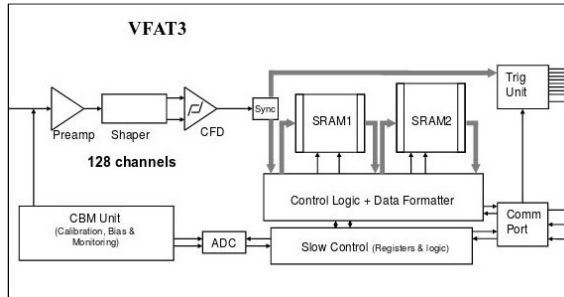 VFAT3
Trig
Unit
Sync
SRAM1
SRAM2
Preamp
Shaper
CFD
128 channels
Control Logic + Data Formatter
CBM Unit
(Calibration, Bias &
Monitoring)
ADC
Slow Control (Registers & logic)
Comm
Port